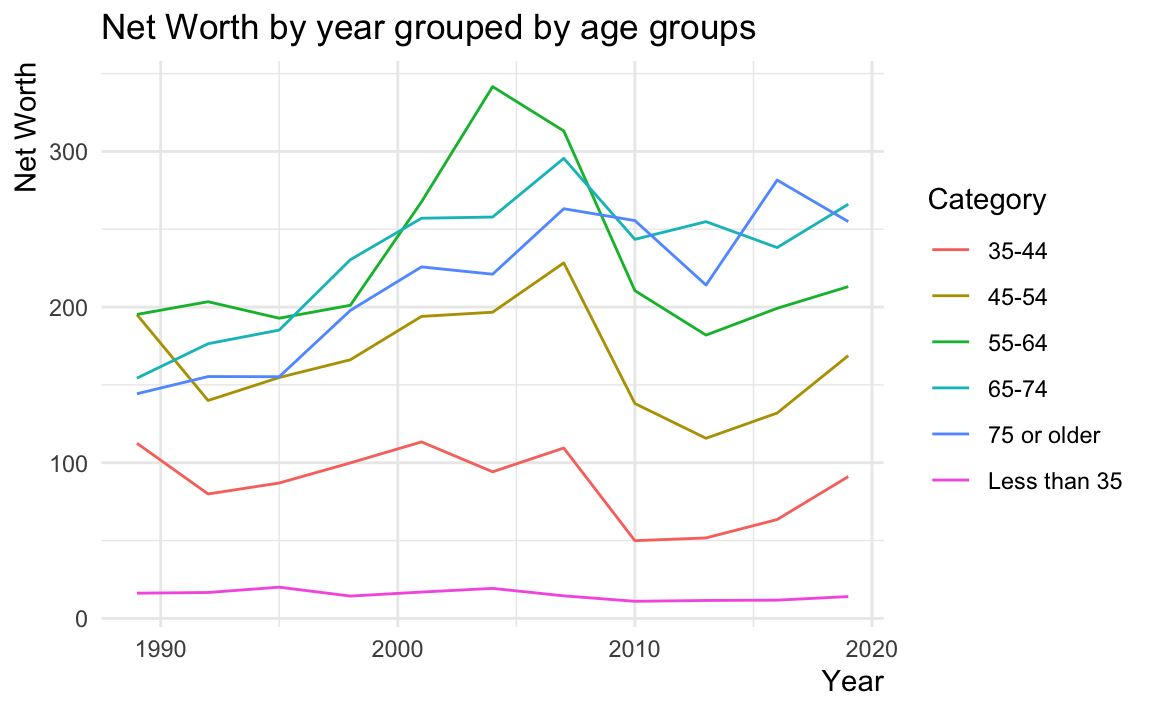 Net Worth by year grouped by age groups
Net Worth
300
200
100
0
1990
2000
2010
2020
Year
Category
35-44
45-54
55-64
65-74
75 or older
Less than 35